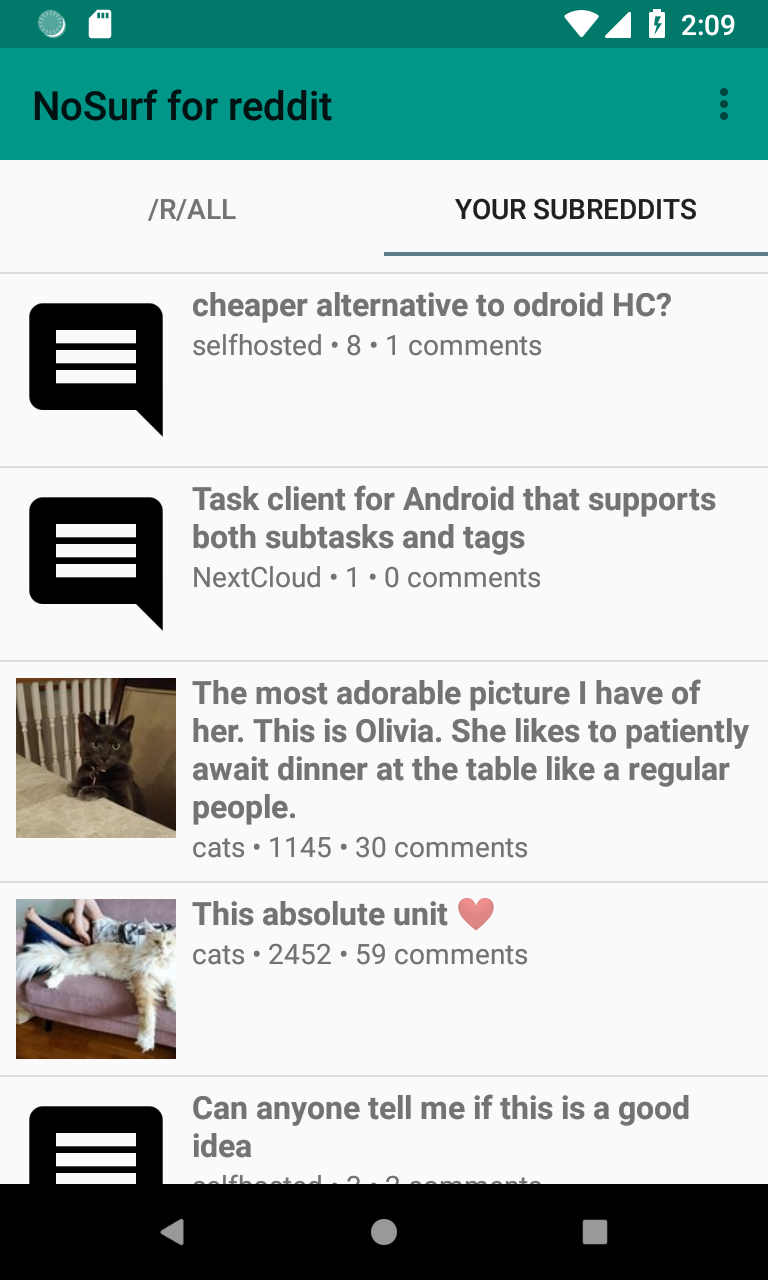 2:09
NoSurf for reddit
/R/ALL
YOUR SUBREDDITS
cheaper alternative to odroid HC?
selfhosted • 8 • 1 comments
Task client for Android that supports
both subtasks and tags
NextCloud • 1 • 0 comments
The most adorable picture I have of
her. This is Olivia. She likes to patiently
await dinner at the table like a regular
people.
cats • 1145 • 30 comments
This absolute unit ❤️
cats • 2452 • 59 comments
Can anyone tell me if this is a good
idea
selfhosted • 3 • comments